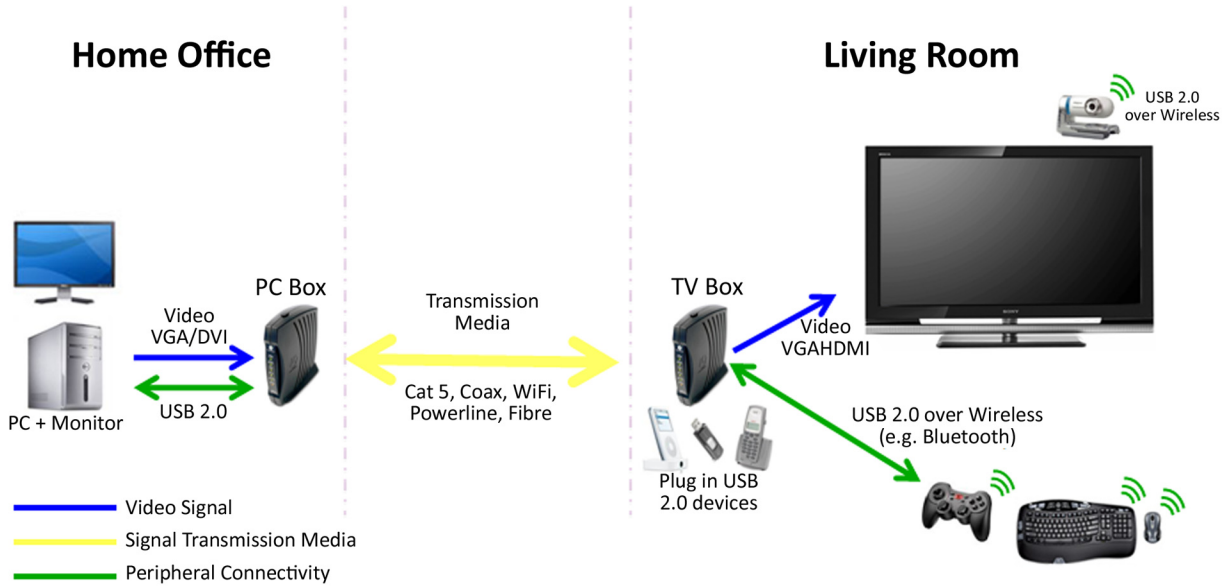 Home Office
Living Room
USB 2.0
over Wireless
PC Box
TV Box
Video
VGA/DVI
USB 2.0
PC + Monitor
Transmission
Media
Cat 5, Coax, WiFi,
Powerline, Fibre
Video
VGAHDMI
SONY
USB 2.0 over Wireless
(e.g. Bluetooth)
Plug in USB
2.0 devices
Video Signal
Signal Transmission Media
Peripheral Connectivity